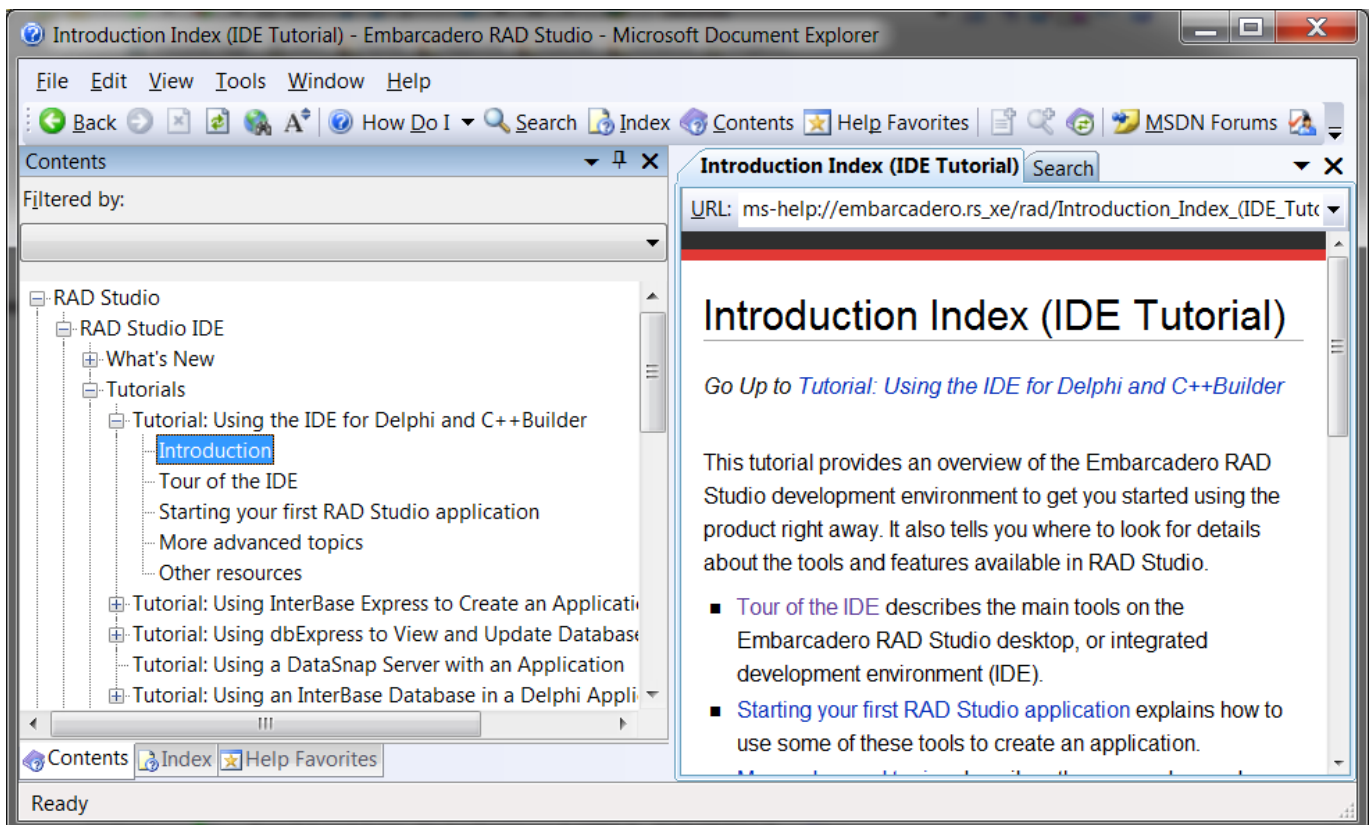 Introduction Index (IDE Tutorial) - Embarcadero RAD Studio - Microsoft Document Explorer
File Edit View Tools Window Help
Back How Do I Search Index Contents Help Favorites MSDN Forums
Contents
Filtered by:
RAD Studio
RAD Studio IDE
What's New
Tutorials
Tutorial: Using the IDE for Delphi and C++Builder
Introduction
Tour of the IDE
Starting your first RAD Studio application
More advanced topics
Other resources
Tutorial: Using InterBase Express to Create an Applicati
Tutorial: Using dbExpress to View and Update Database
Tutorial: Using a DataSnap Server with an Application
Tutorial: Using an InterBase Database in a Delphi Appli
Contents Index Help Favorites
Introduction Index (IDE Tutorial) Search
URL: ms-help://embarcadero.rs_xe/rad/Introduction_Index_(IDE_Tuto
Introduction Index (IDE Tutorial)
Go Up to Tutorial: Using the IDE for Delphi and C++Builder
This tutorial provides an overview of the Embarcadero RAD
Studio development environment to get you started using the
product right away. It also tells you where to look for details
about the tools and features available in RAD Studio.
Tour of the IDE describes the main tools on the
Embarcadero RAD Studio desktop, or integrated
development environment (IDE).
Starting your first RAD Studio application explains how to
use some of these tools to create an application.
Ready